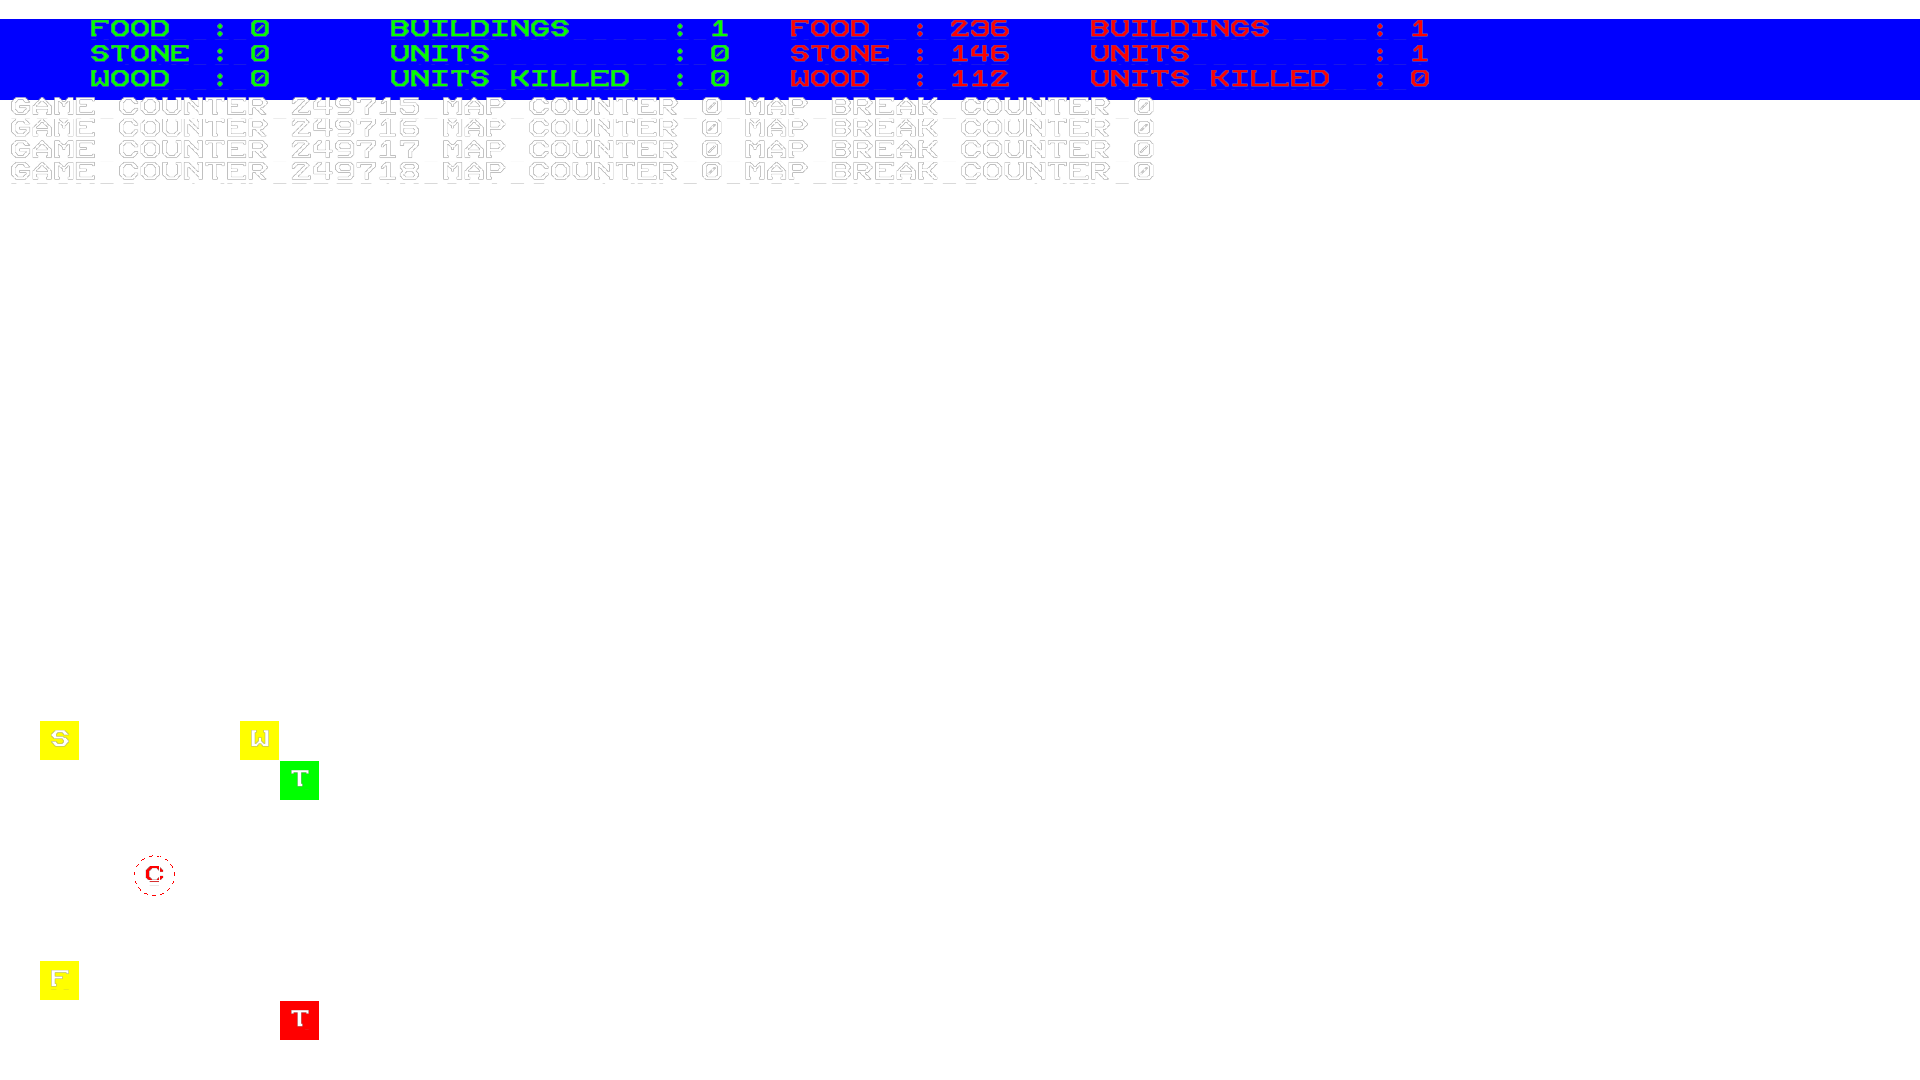 FOOD : 0 BUILDINGS : 1 FOOD : 236 BUILDINGS : 1
STONE : 0 UNITS : 0 STONE : 146 UNITS : 1
WOOD : 0 UNITS KILLED : 0 WOOD : 112 UNITS KILLED : 0
GAME COUNTER 249715 MAP COUNTER 0 MAP BREAK COUNTER 0
GAME COUNTER 249716 MAP COUNTER 0 MAP BREAK COUNTER 0
GAME COUNTER 249717 MAP COUNTER 0 MAP BREAK COUNTER 0
GAME COUNTER 249718 MAP COUNTER 0 MAP BREAK COUNTER 0
S W
T
C
F
T